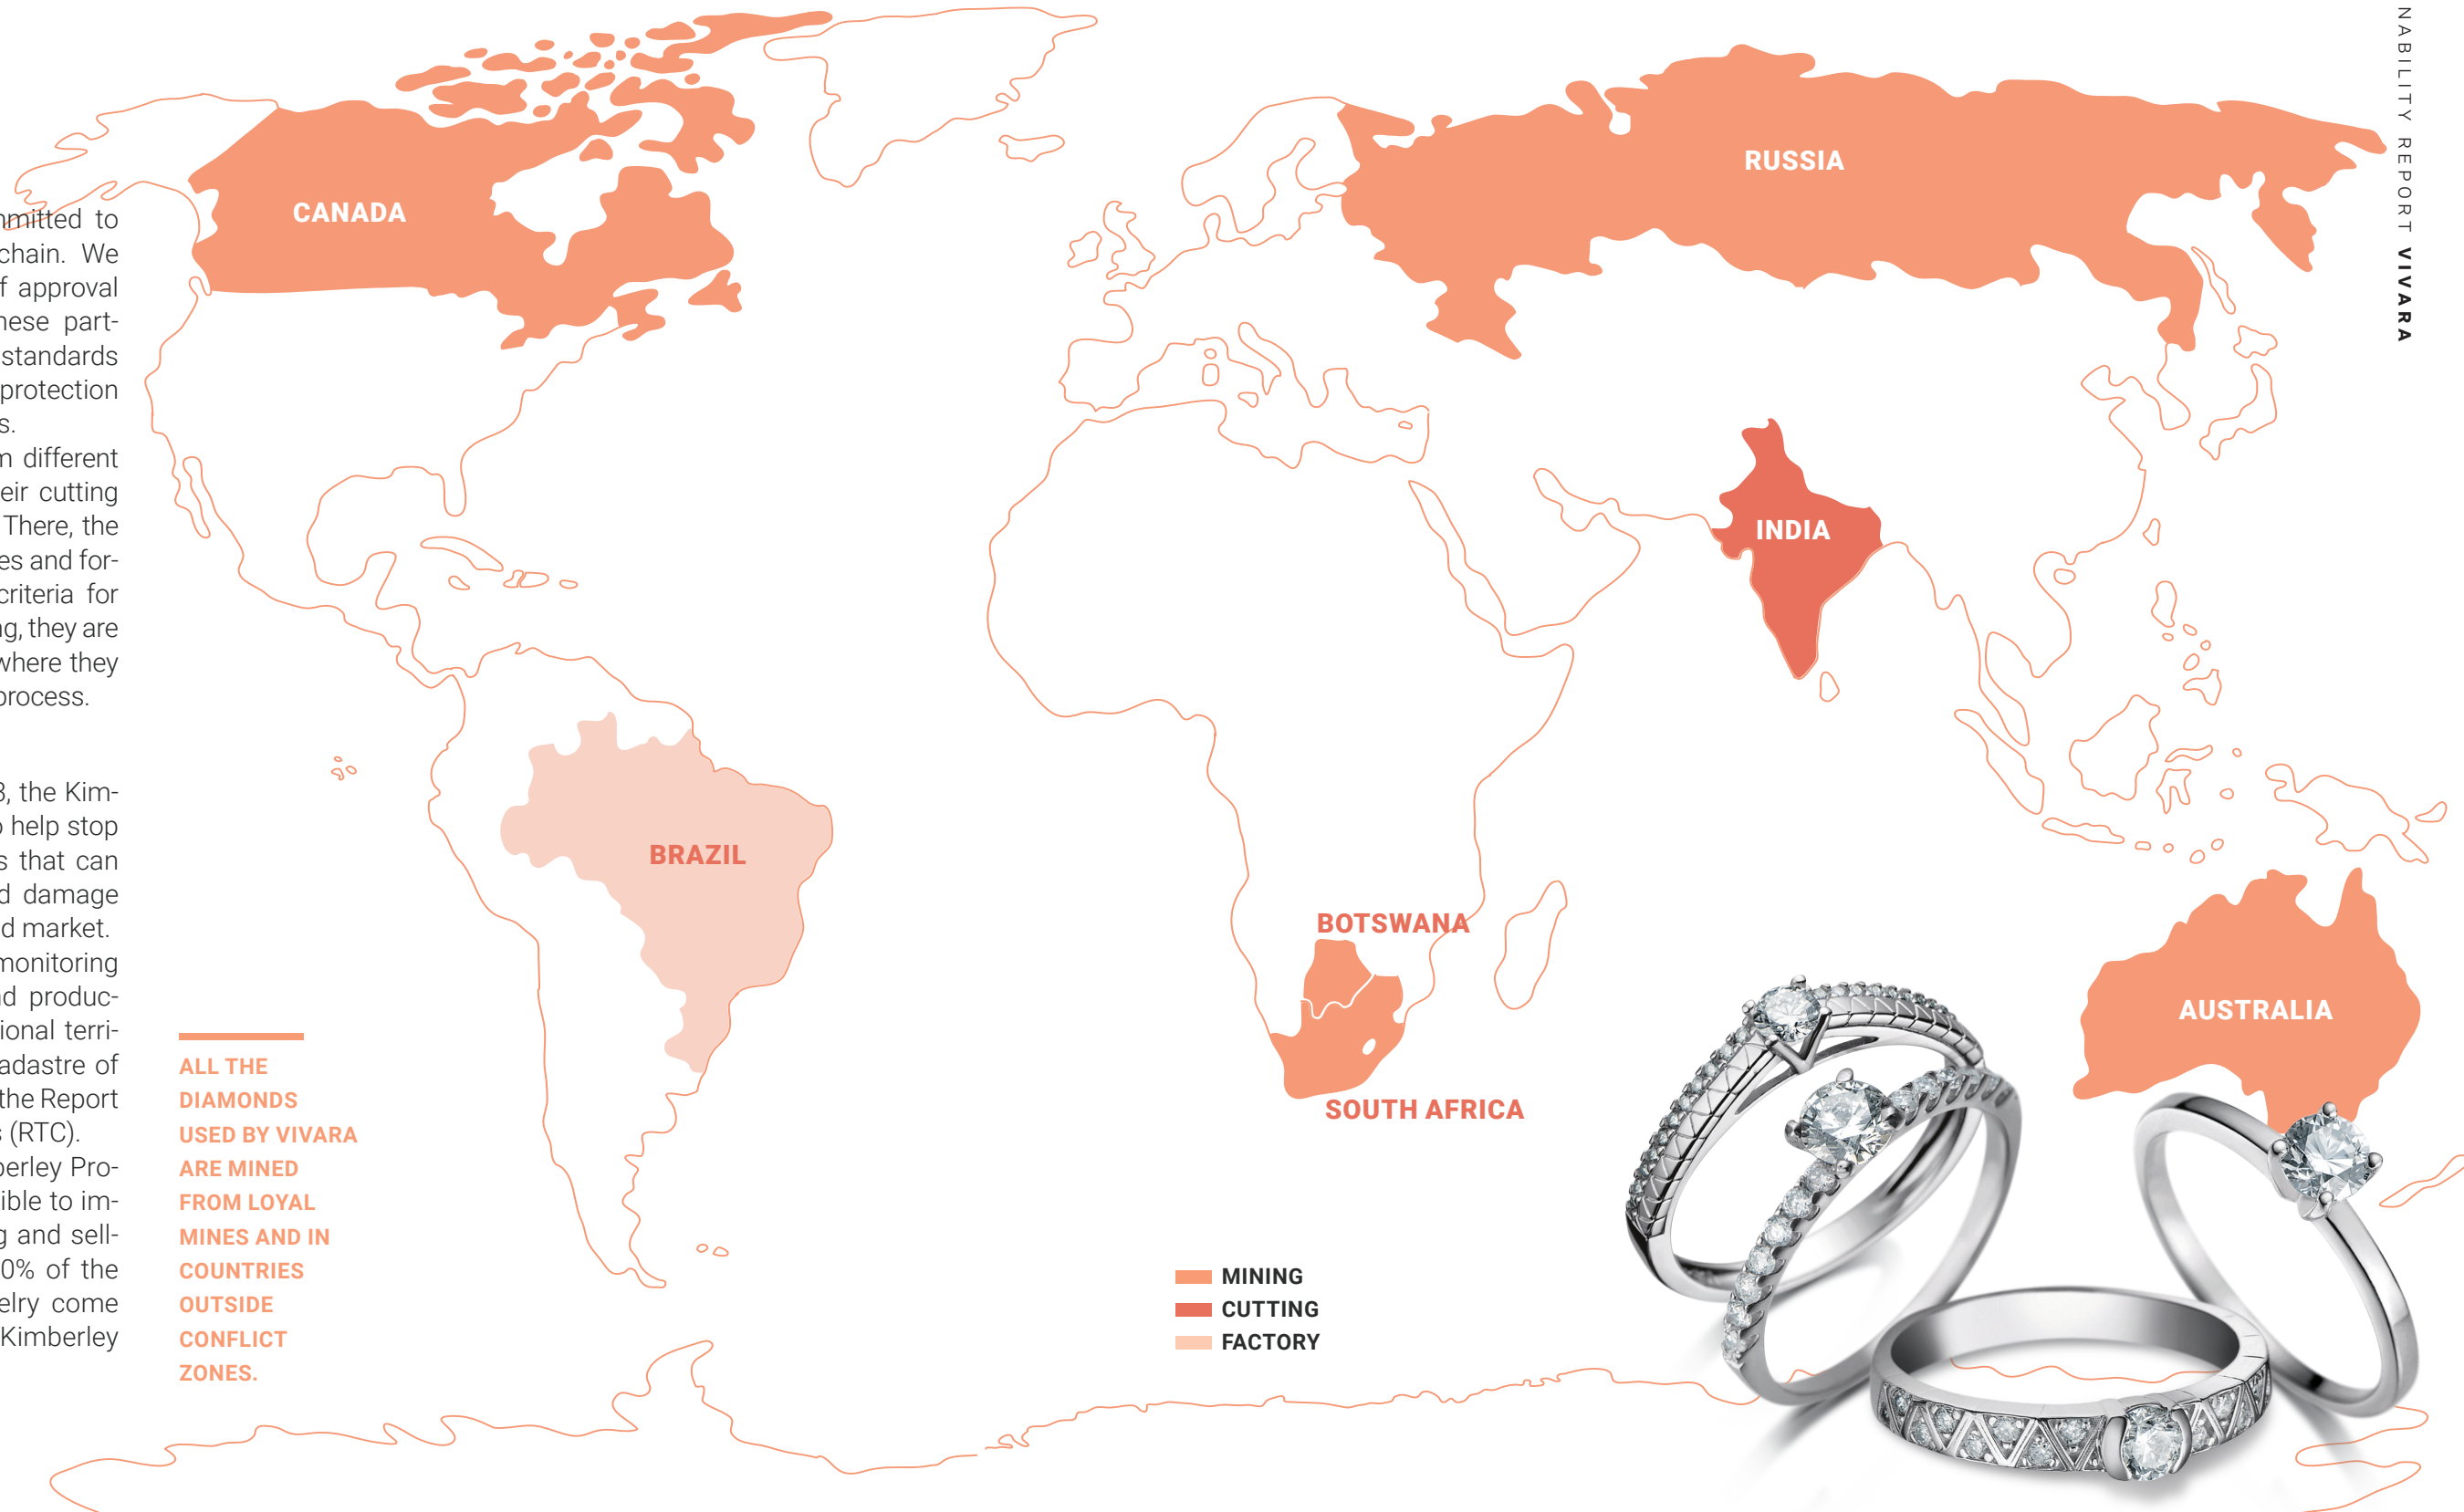 NABILITY REPORT VIVARA
mmitted to
chain. We
f approval
hese part-
standards
protection
s.
m different
eir cutting
There, the
es and for-
criteria for
ng, they are
where they
process.
3, the Kim-
o help stop
s that can
d damage
d market.
monitoring
nd produc-
ional terri-
adastre of
the Report
s (RTC).
berley Pro-
ible to im-
g and sell-
0% of the
elry come
Kimberley
ALL THE
DIAMONDS
USED BY VIVARA
ARE MINED
FROM LOYAL
MINES AND IN
COUNTRIES
OUTSIDE
CONFLICT
ZONES.
CANADA
RUSSIA
INDIA
BRAZIL
BOTSWANA
SOUTH AFRICA
AUSTRALIA
MINING
CUTTING
FACTORY